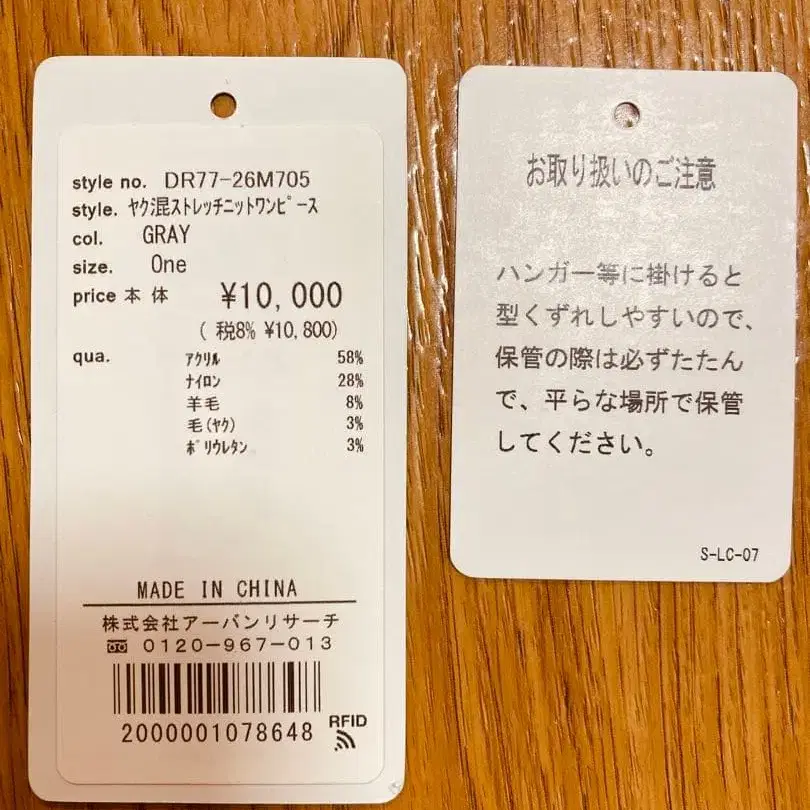 style no. DR77-26M705
style. ﾔｸ混ｽﾄﾚｯﾁﾆｯﾄﾜﾝﾋﾟｰｽ
col. GRAY
size. One
price 本体 ¥10,000
( 税8% ¥10,800)
qua. ｱｸﾘﾙ 58%
ﾅｲﾛﾝ 28%
羊毛 8%
毛(ﾔｸ) 3%
ﾎﾟﾘｳﾚﾀﾝ 3%
MADE IN CHINA
株式会社アーバンリサーチ
0120-967-013
2000001078648
RFID
お取り扱いのご注意
ハンガー等に掛けると
型くずれしやすいので、
保管の際は必ずたたん
で、平らな場所で保管
してください。
S-LC-07